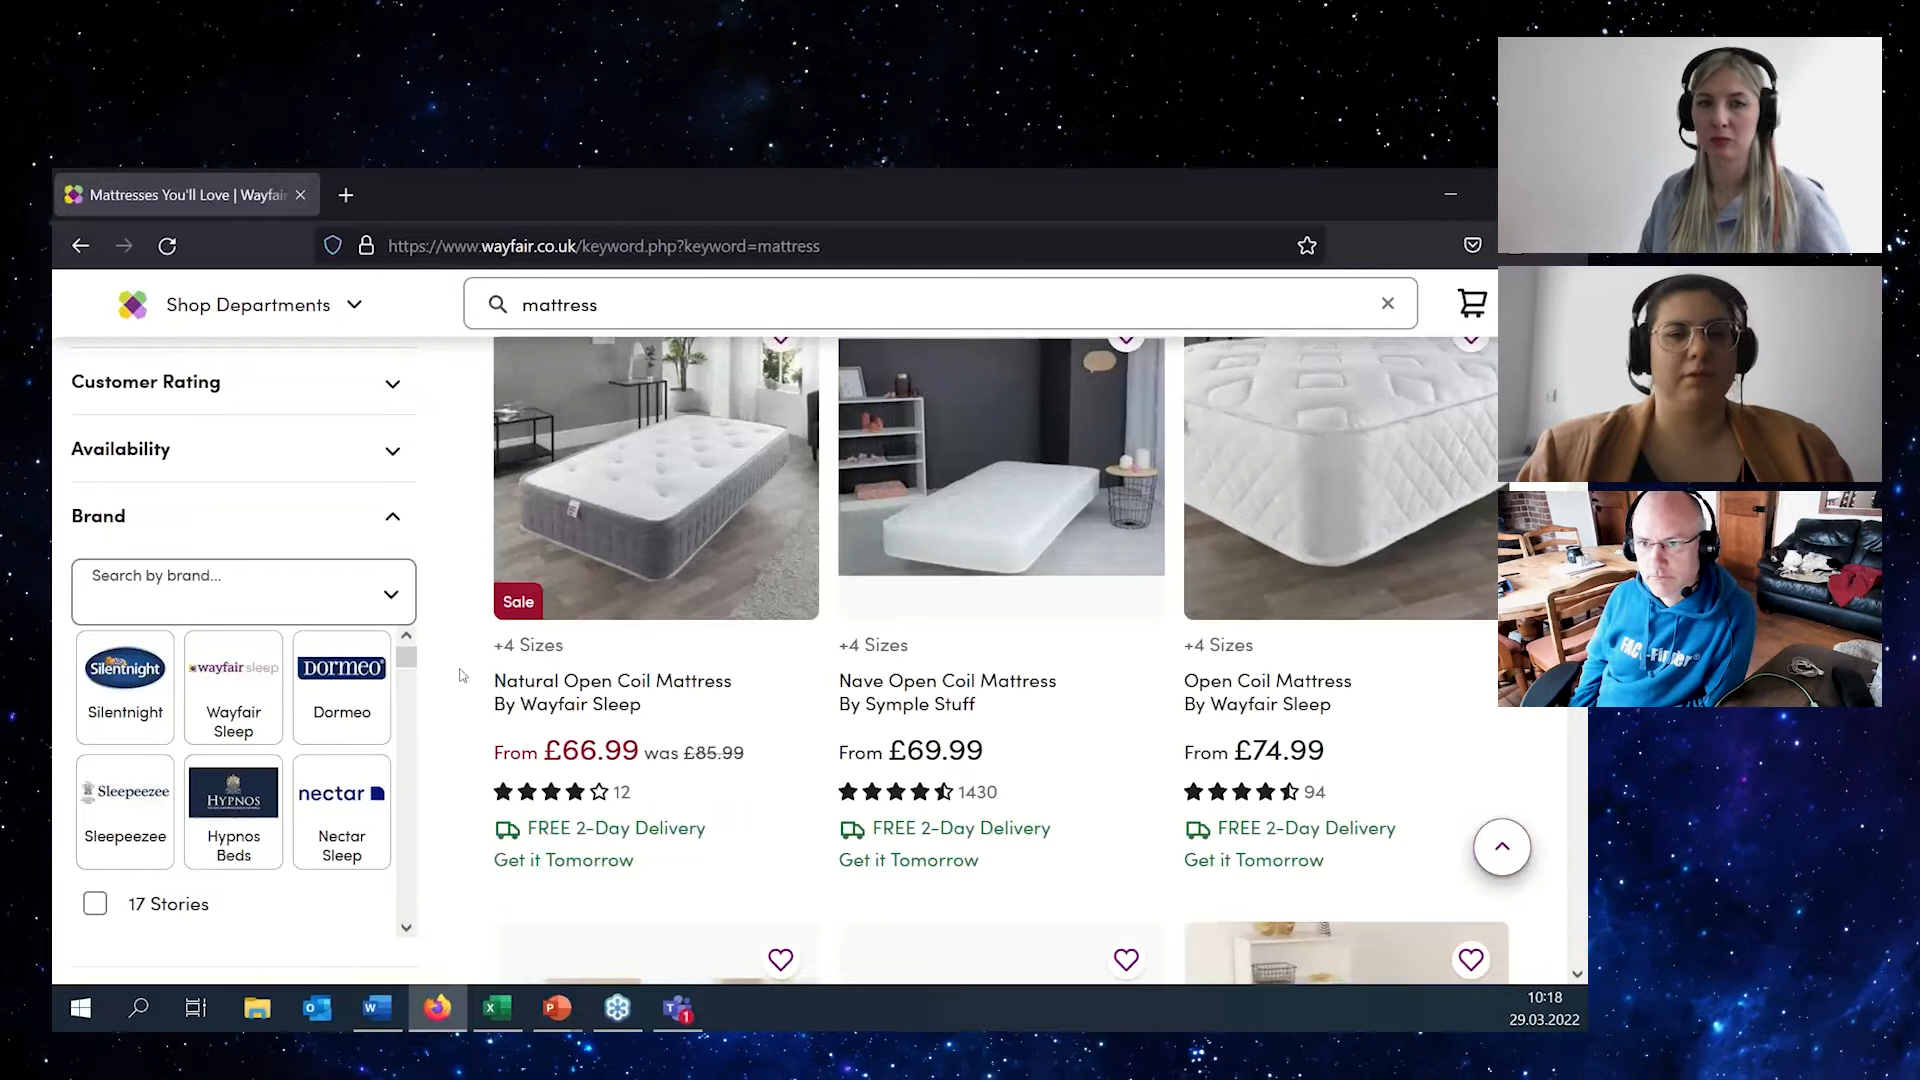 Mattresses You'll Love | Wayfair
https://www.wayfair.co.uk/keyword.php?keyword=mattress
Shop Departments
mattress
Customer Rating
Availability
Brand
Search by brand...
Silentnight
wayfair sleep
DORMEO
Silentnight
Wayfair Sleep
Dormeo
Sleepeezee
HYPNOS
nectar
Sleepeezee
Hypnos Beds
Nectar Sleep
17 Stories
Sale
+4 Sizes
Natural Open Coil Mattress
By Wayfair Sleep
From £66.99 was £85.99
12
FREE 2-Day Delivery
Get it Tomorrow
+4 Sizes
Nave Open Coil Mattress
By Symple Stuff
From £69.99
1430
FREE 2-Day Delivery
Get it Tomorrow
+4 Sizes
Open Coil Mattress
By Wayfair Sleep
From £74.99
94
FREE 2-Day Delivery
Get it Tomorrow
FACT-Finder®
1
10:18
29.03.2022